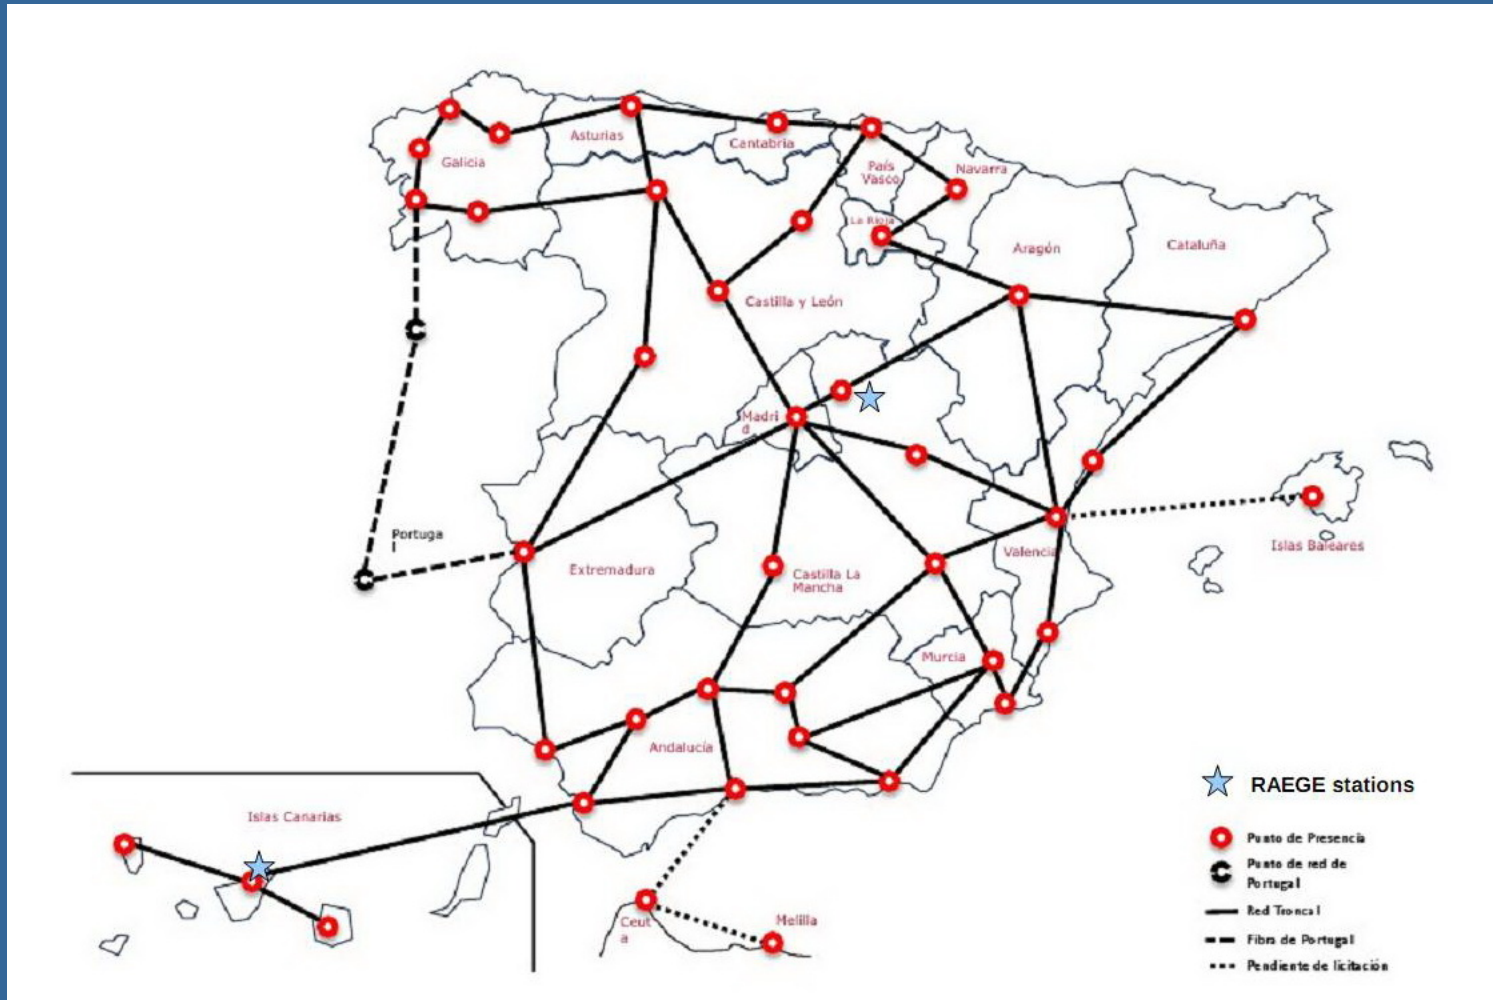 Asturias
Cantabria
Galicia
País
Vasco
Navarra
La Rioja
Aragón
Cataluña
Castilla y León
Madri
d
Portuga
l
Islas Baleares
Valencia
Extremadura
Castilla La
Mancha
Murcia
Andalucía
Islas Canarias
Ceut
a
Melilla
RAEGE stations
Punto de Presencia
Punto de red de
Portugal
Red Troncal
Fibra de Portugal
Pendiente de licitación